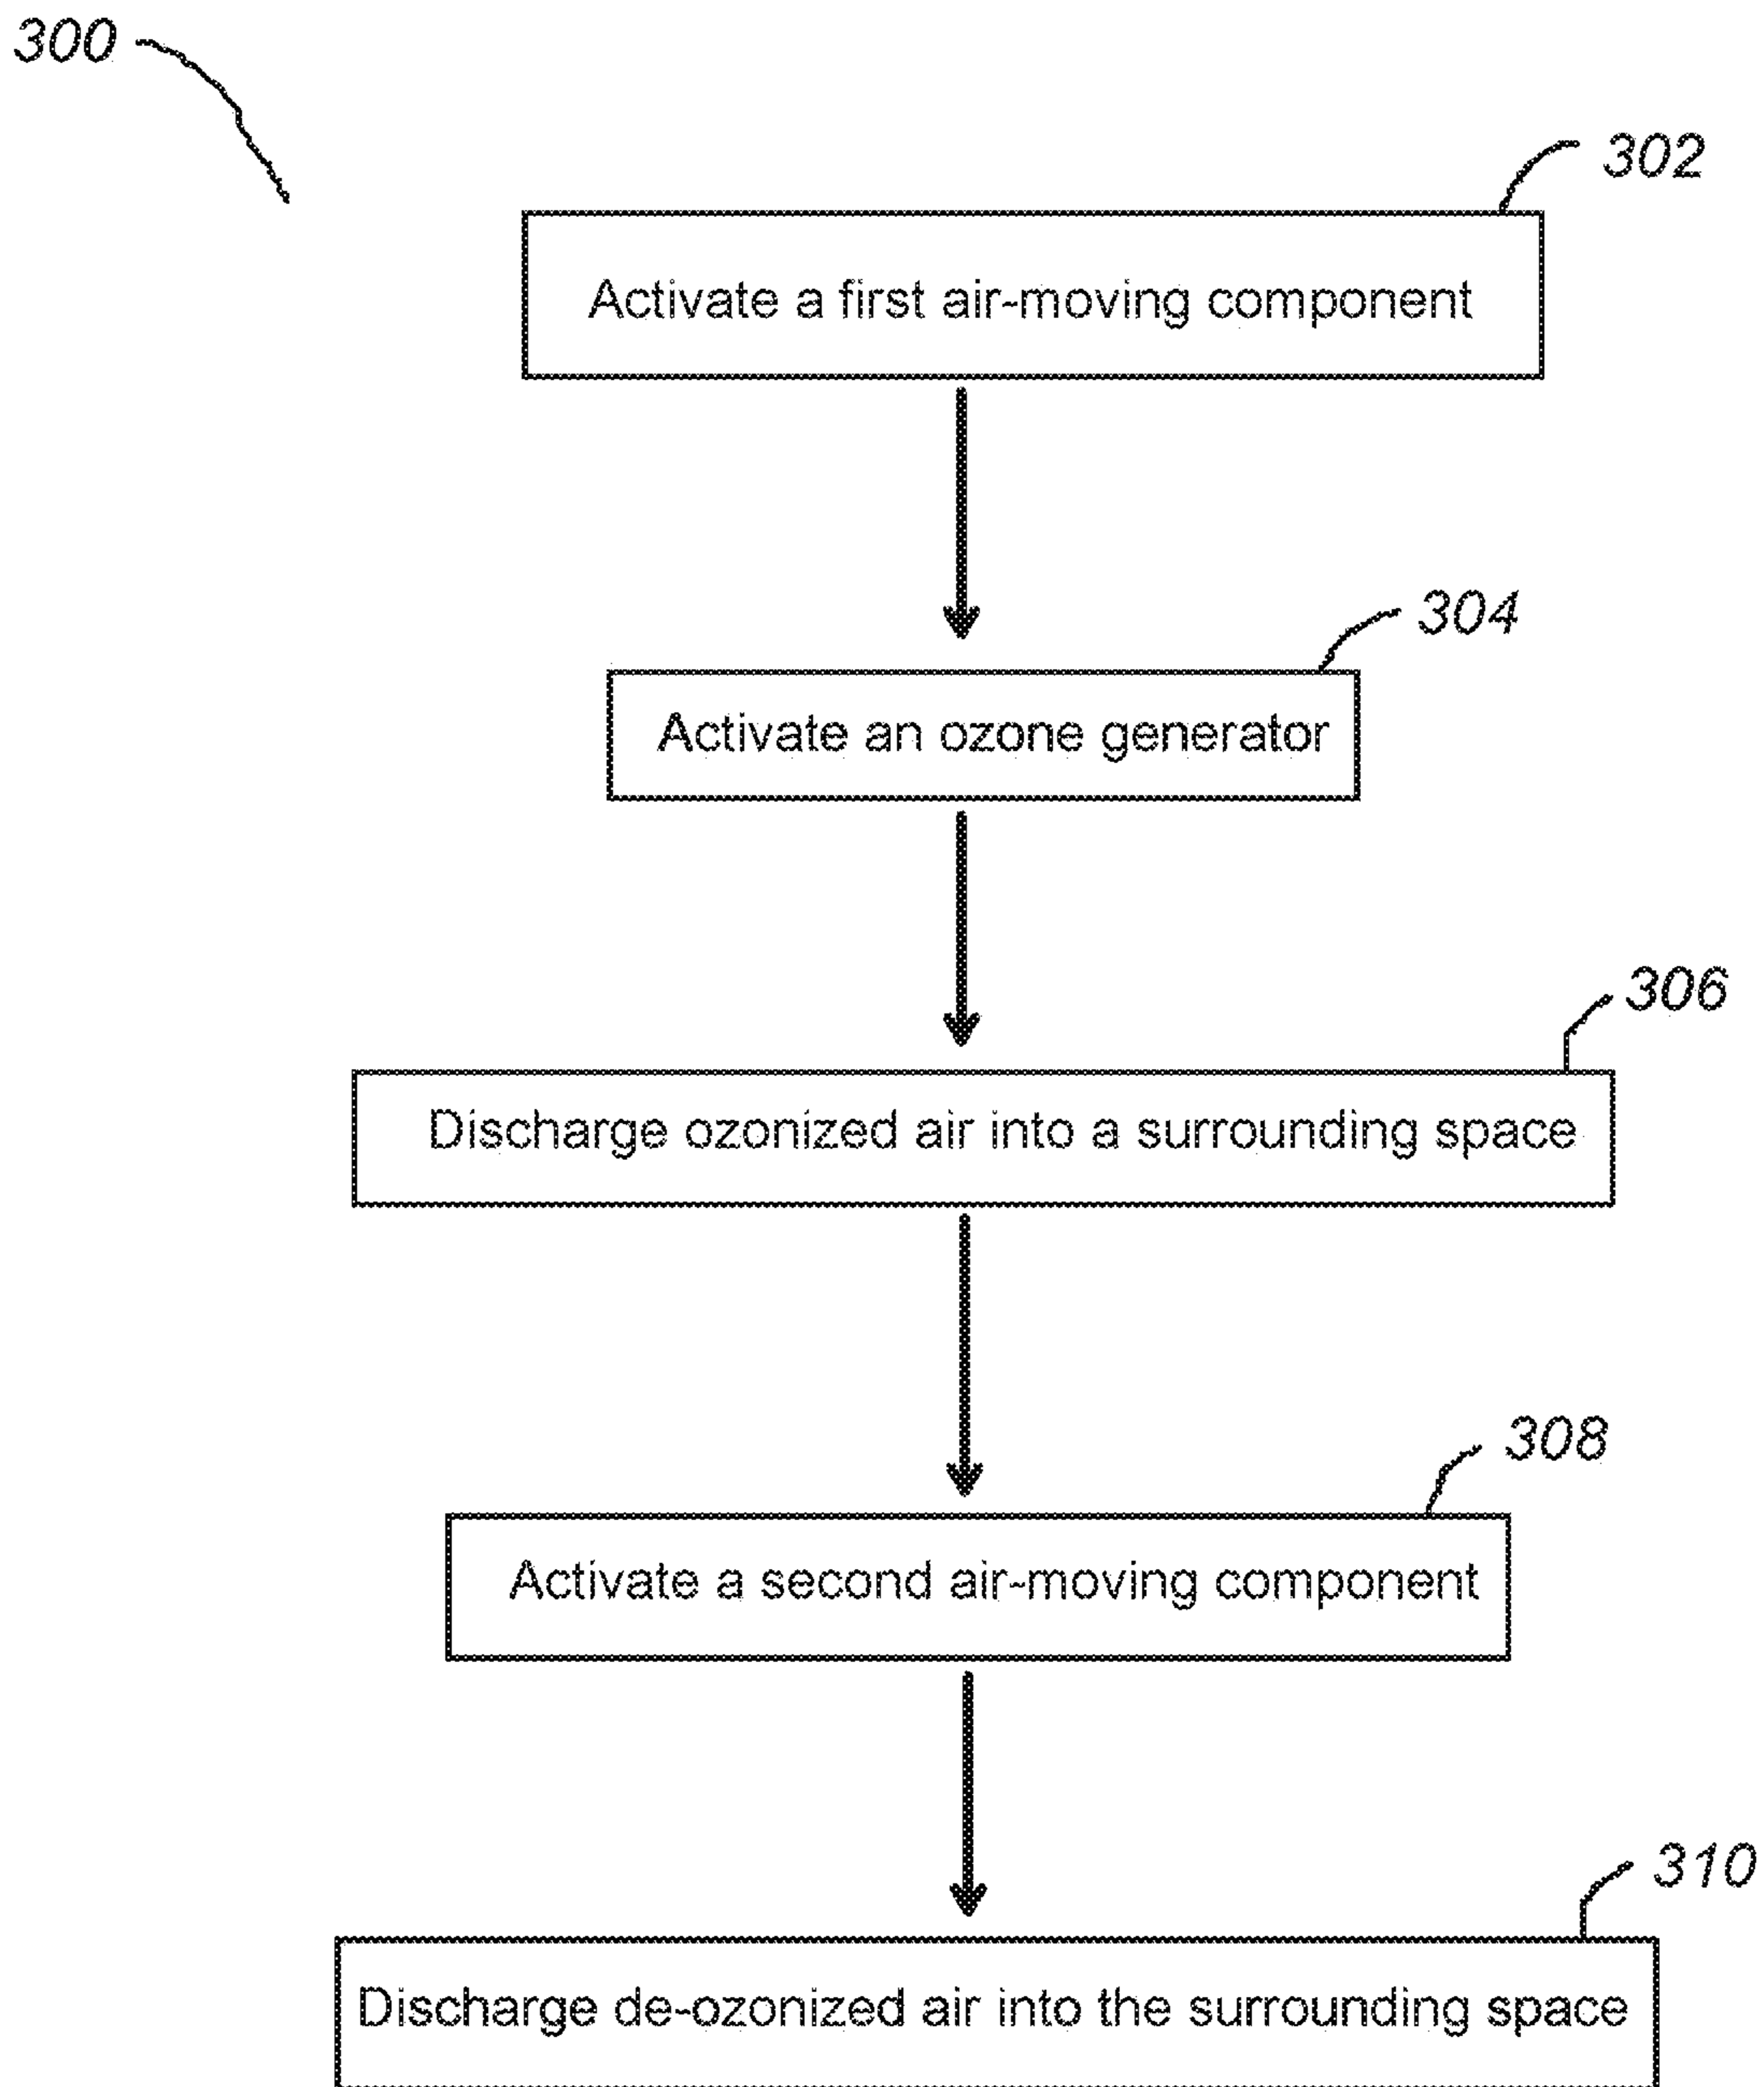 300
302
Activate a first air-moving component
304
Activate an ozone generator
306
Discharge ozonized air into a surrounding space
308
Activate a second air-moving component
310
Discharge de-ozonized air into the surrounding space